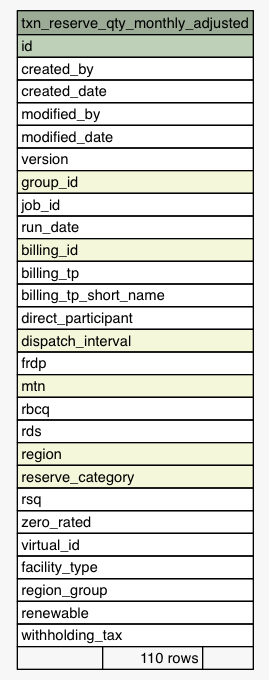 txn_reserve_qty_monthly_adjusted
id
created_by
created_date
modified_by
modified_date
version
group_id
job_id
run_date
billing_id
billing_tp
billing_tp_short_name
direct_participant
dispatch_interval
frdp
mtn
rbcq
rds
region
reserve_category
rsq
zero_rated
virtual_id
facility_type
region_group
renewable
withholding_tax
110 rows